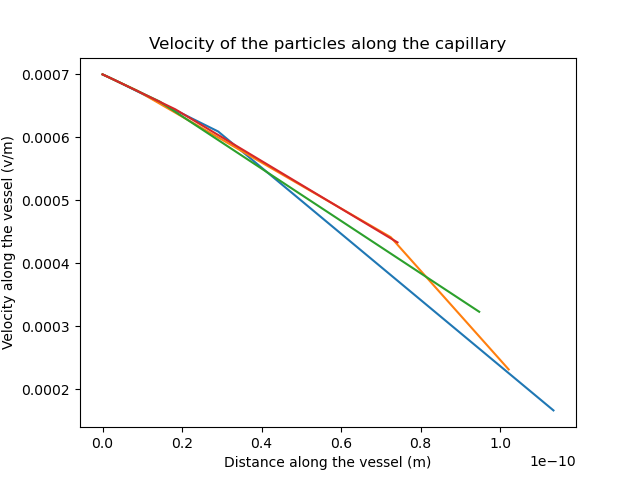 Velocity of the particles along the capillary
0.0007
0.0006
0.0005
0.0004
0.0003
0.0002
Velocity along the vessel (v/m)
0.0 0.2 0.4 0.6 0.8 1.0
Distance along the vessel (m)
1e−10